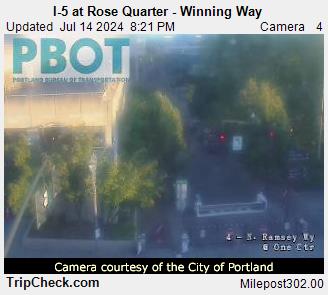 I-5 at Rose Quarter - Winning Way
Updated Jul 14 2024 8:21 PM Camera 4
PBOT
PORTLAND BUREAU OF TRANSPORTATION
4 - N. Ramsey Wy
@ One Ctr
Camera courtesy of the City of Portland
TripCheck.com Milepost302.00